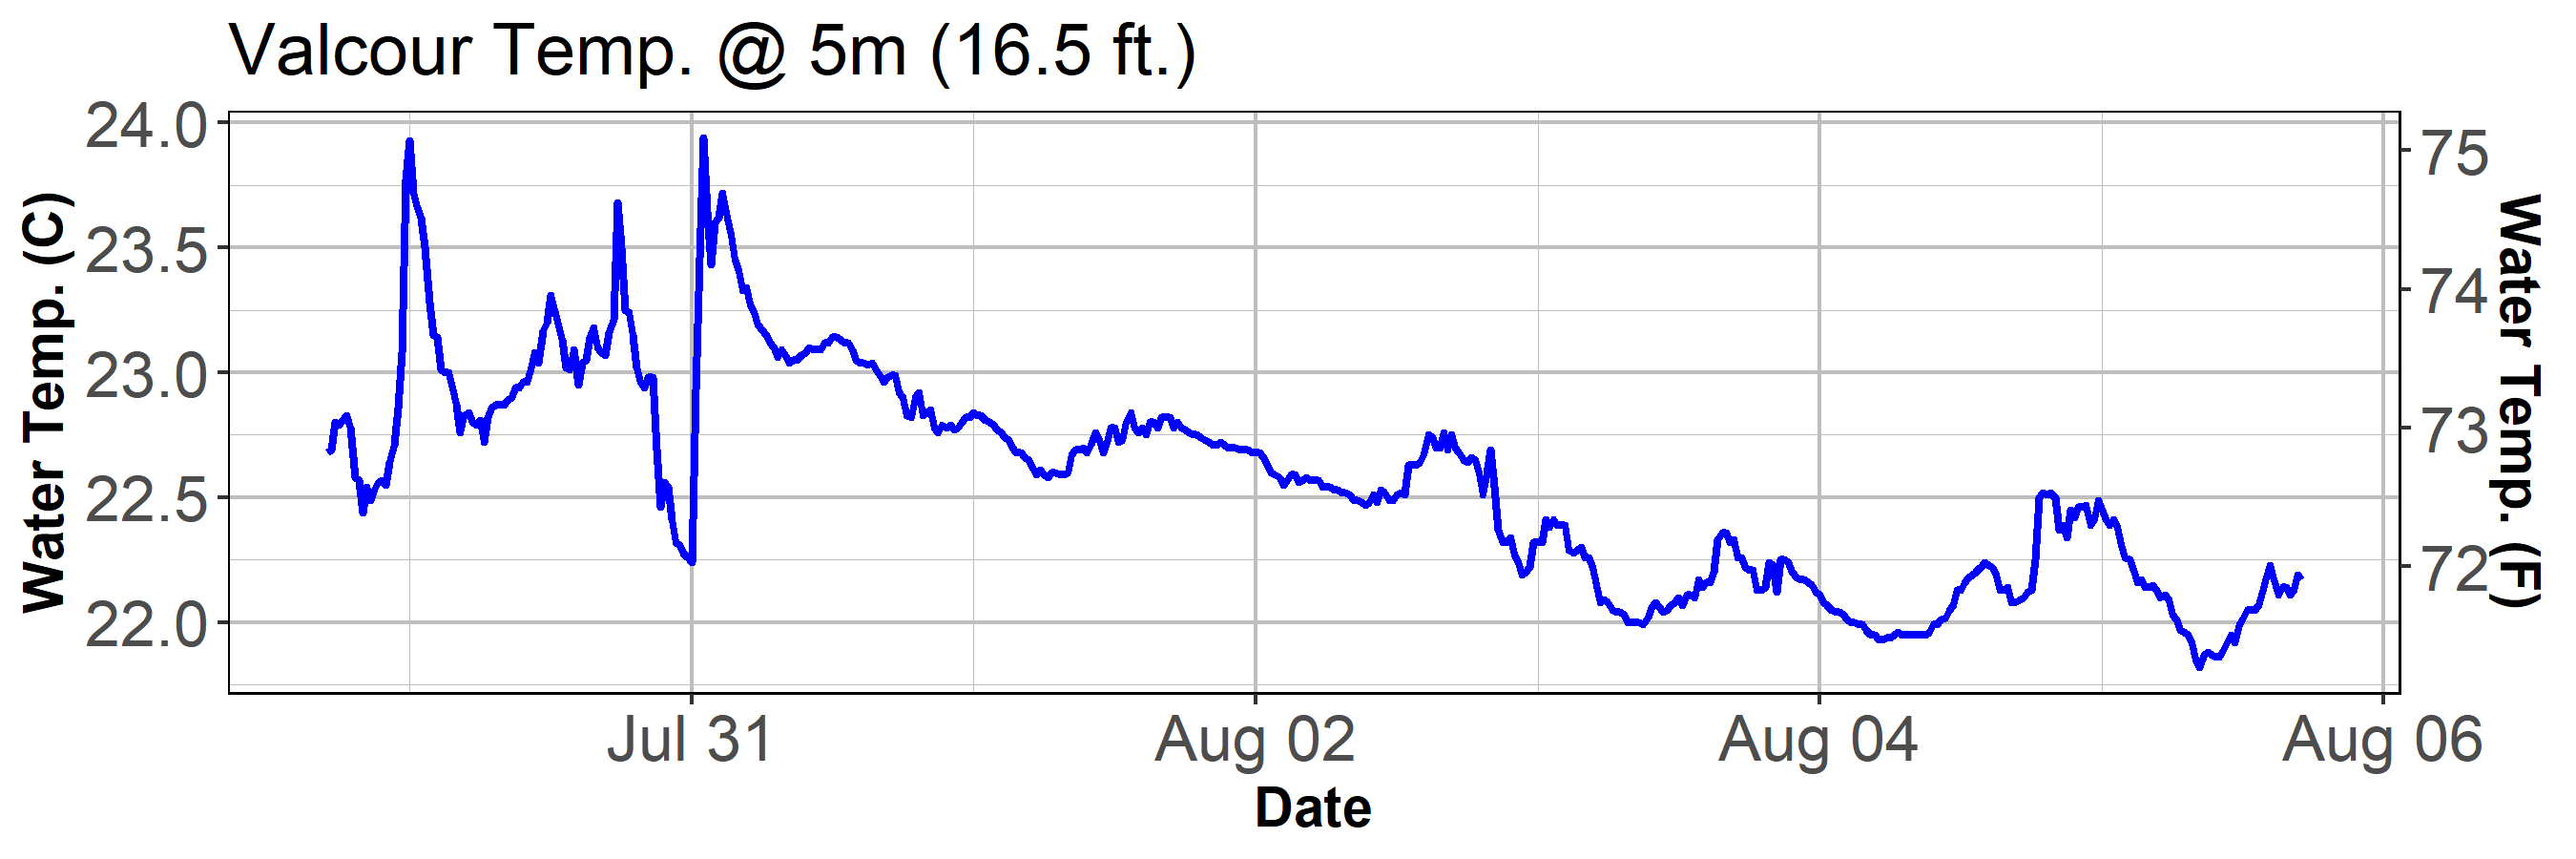 Valcour Temp. @ 5m (16.5 ft.)
Water Temp. (C)
24.0
23.5
23.0
22.5
22.0
75
74
73
72
Water Temp. (F)
Jul 31
Aug 02
Aug 04
Aug 06
Date